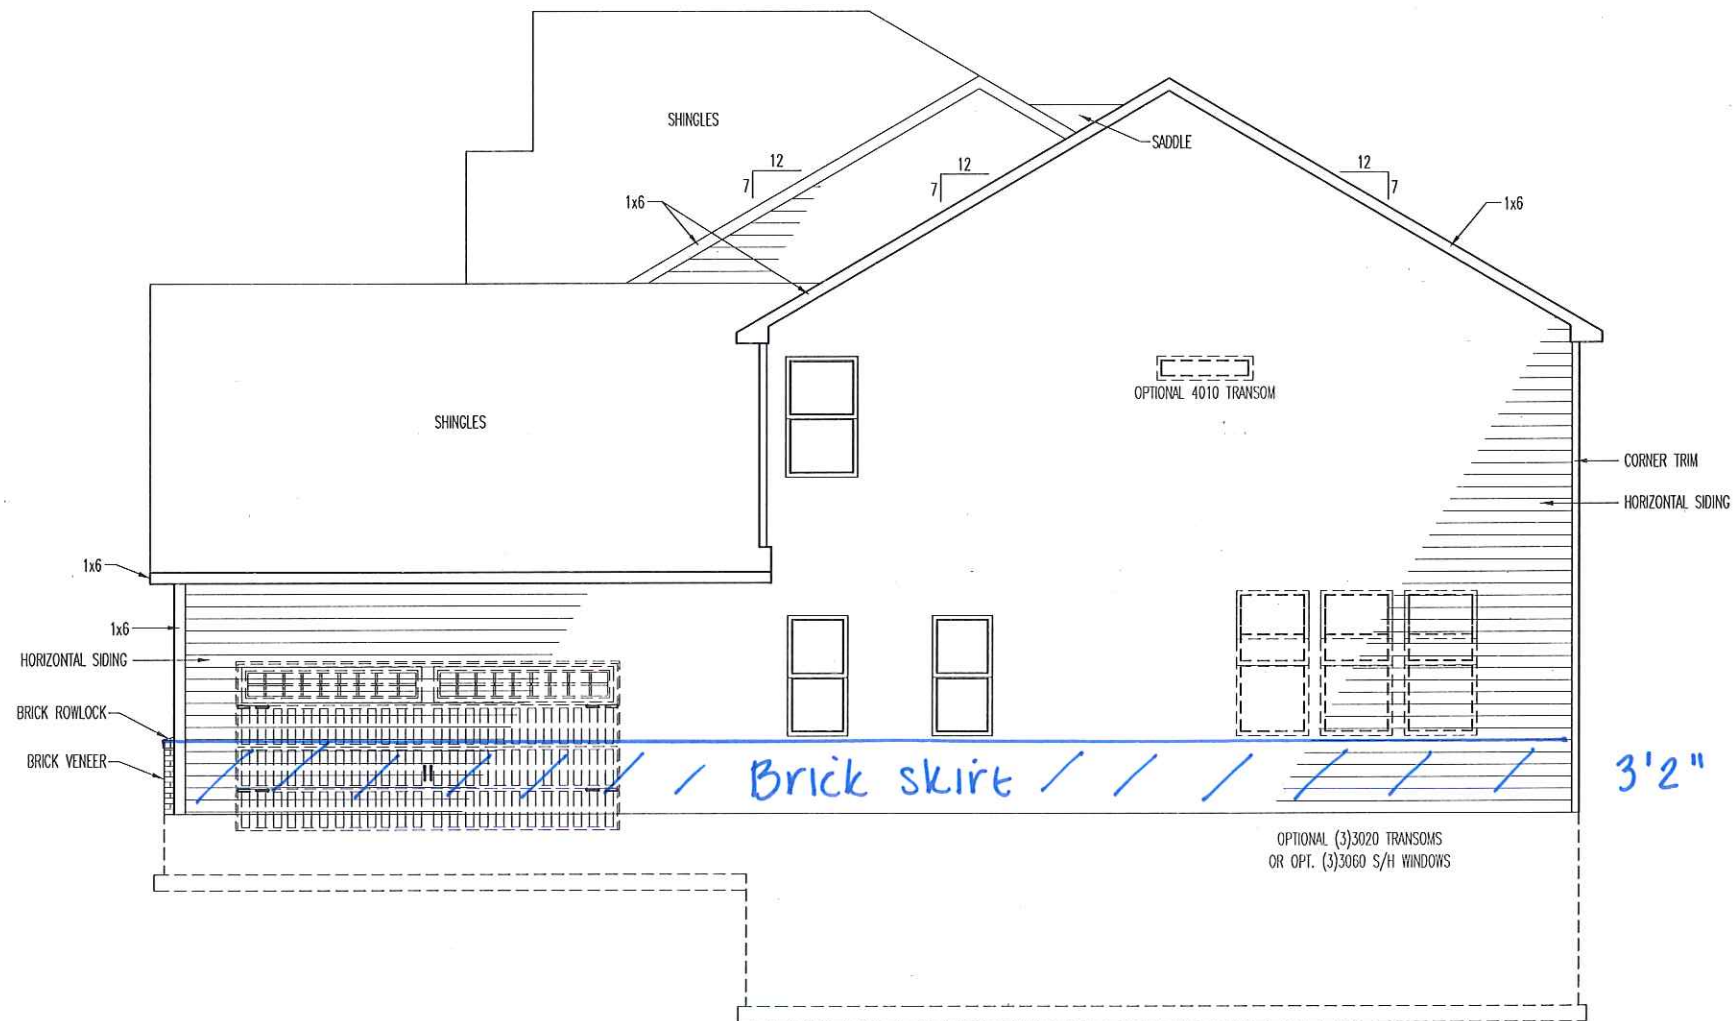 SHINGLES
SADDLE
12
7
12
7
12
7
1x6
1x6
SHINGLES
OPTIONAL 4010 TRANSOM
CORNER TRIM
HORIZONTAL SIDING
1x6
1x6
HORIZONTAL SIDING
BRICK ROWLOCK
BRICK VENEER
Brick skirt
3'2"
OPTIONAL (3)3020 TRANSOMS
OR OPT. (3)3060 S/H WINDOWS